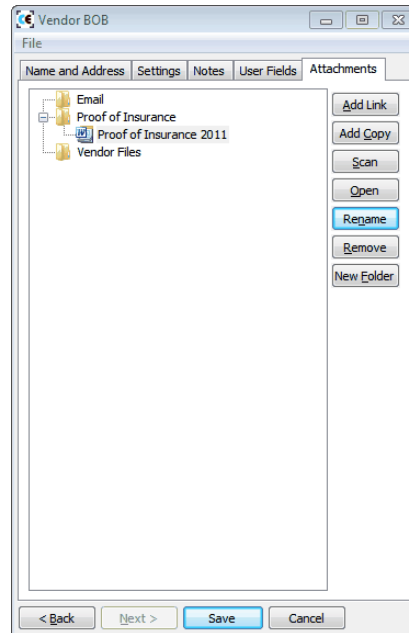 Vendor BOB
File
Name and Address Settings Notes User Fields Attachments
Email
Proof of Insurance
Proof of Insurance 2011
Vendor Files
Add Link
Add Copy
Scan
Open
Rename
Remove
New Folder
< Back Next > Save Cancel